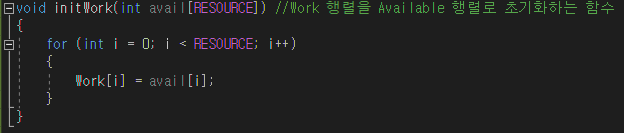 void initWork(int avail[RESOURCE]) //Work 행렬을 Available 행렬로 초기화하는 함수
{
for (int i = 0; i < RESOURCE; i++)
{
Work[i] = avail[i];
}
}